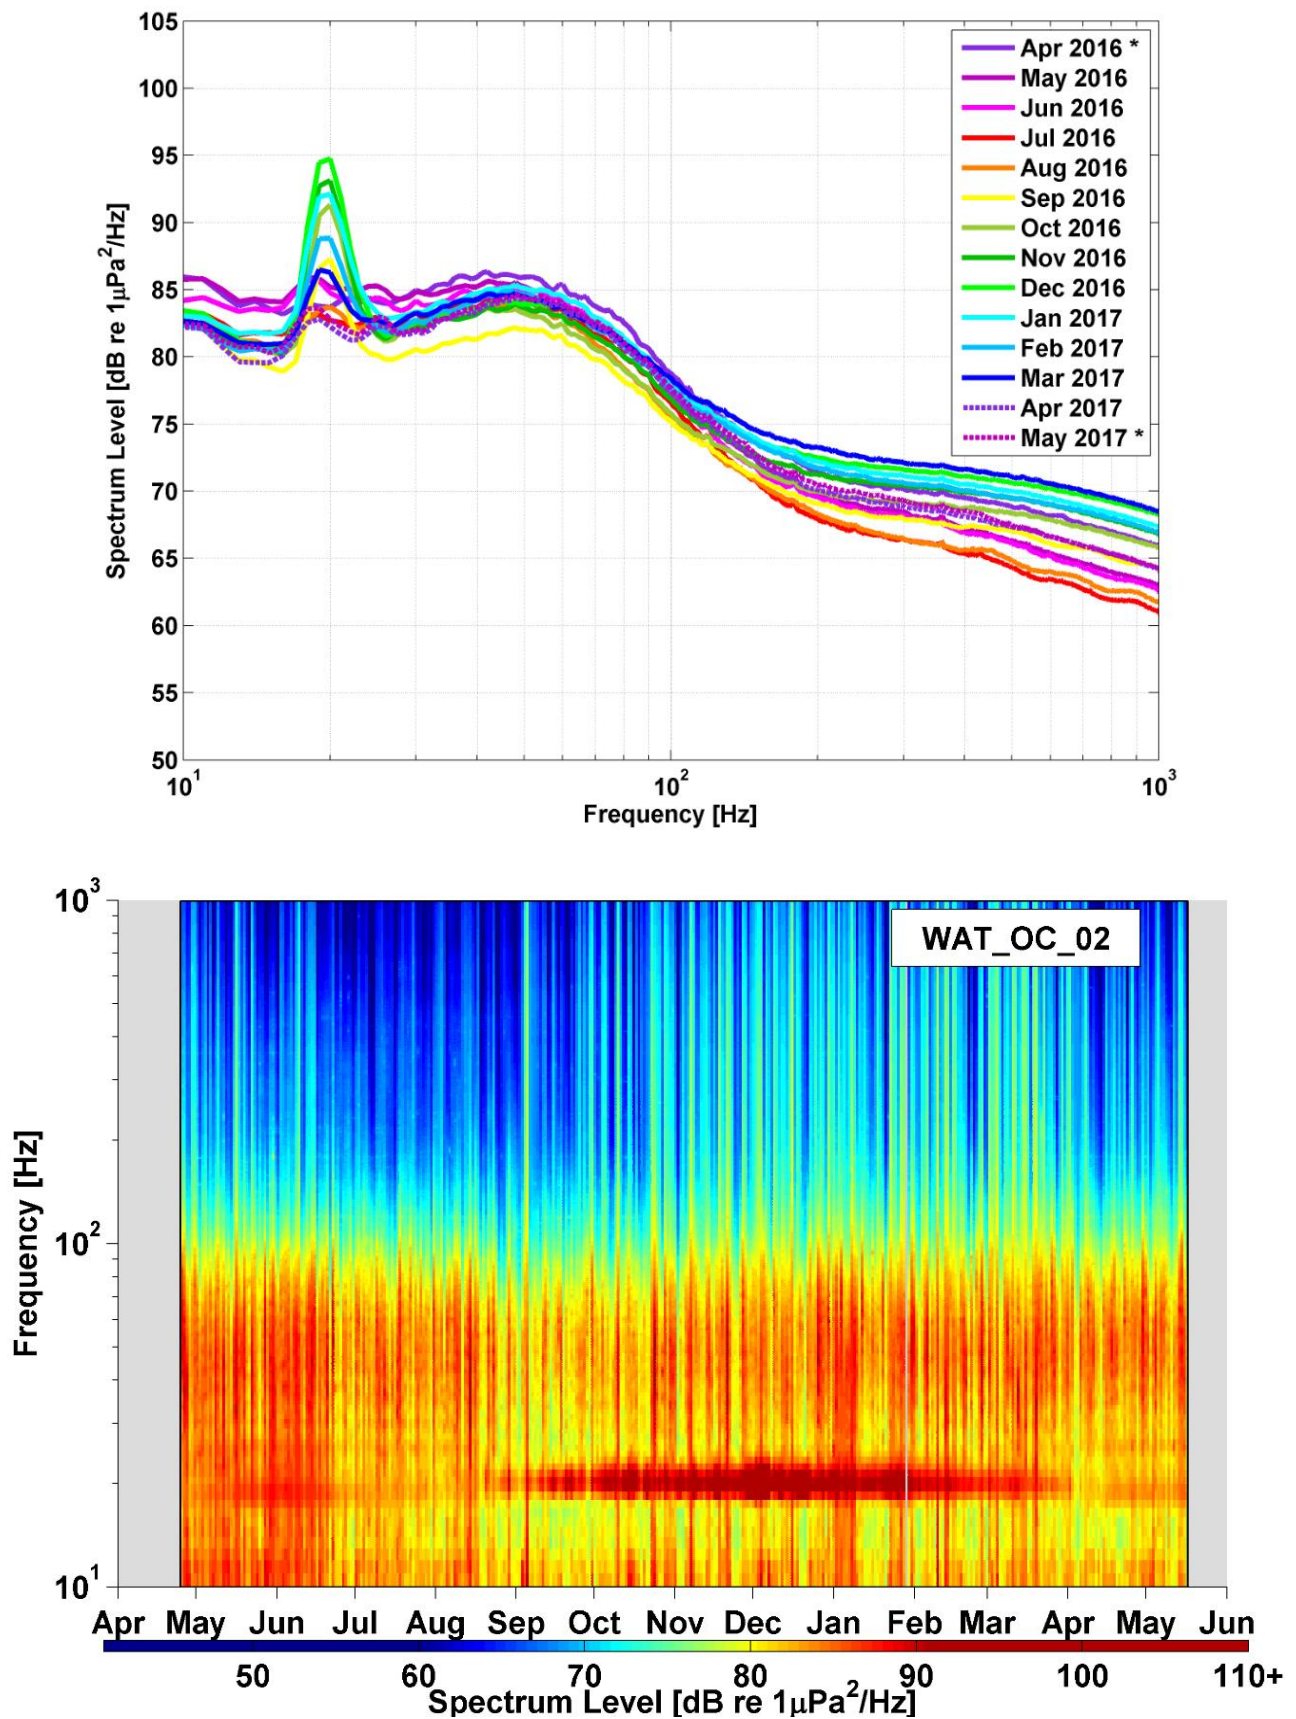 105
100
95
90
85
80
75
70
65
60
55
50
Spectrum Level [dB re 1μPa²/Hz]
10¹ 10² 10³
Frequency [Hz]
Apr 2016 *
May 2016
Jun 2016
Jul 2016
Aug 2016
Sep 2016
Oct 2016
Nov 2016
Dec 2016
Jan 2017
Feb 2017
Mar 2017
Apr 2017
May 2017 *
WAT_OC_02
10³
10²
10¹
Frequency [Hz]
Apr May Jun Jul Aug Sep Oct Nov Dec Jan Feb Mar Apr May Jun
50 60 70 80 90 100 110+
Spectrum Level [dB re 1μPa²/Hz]